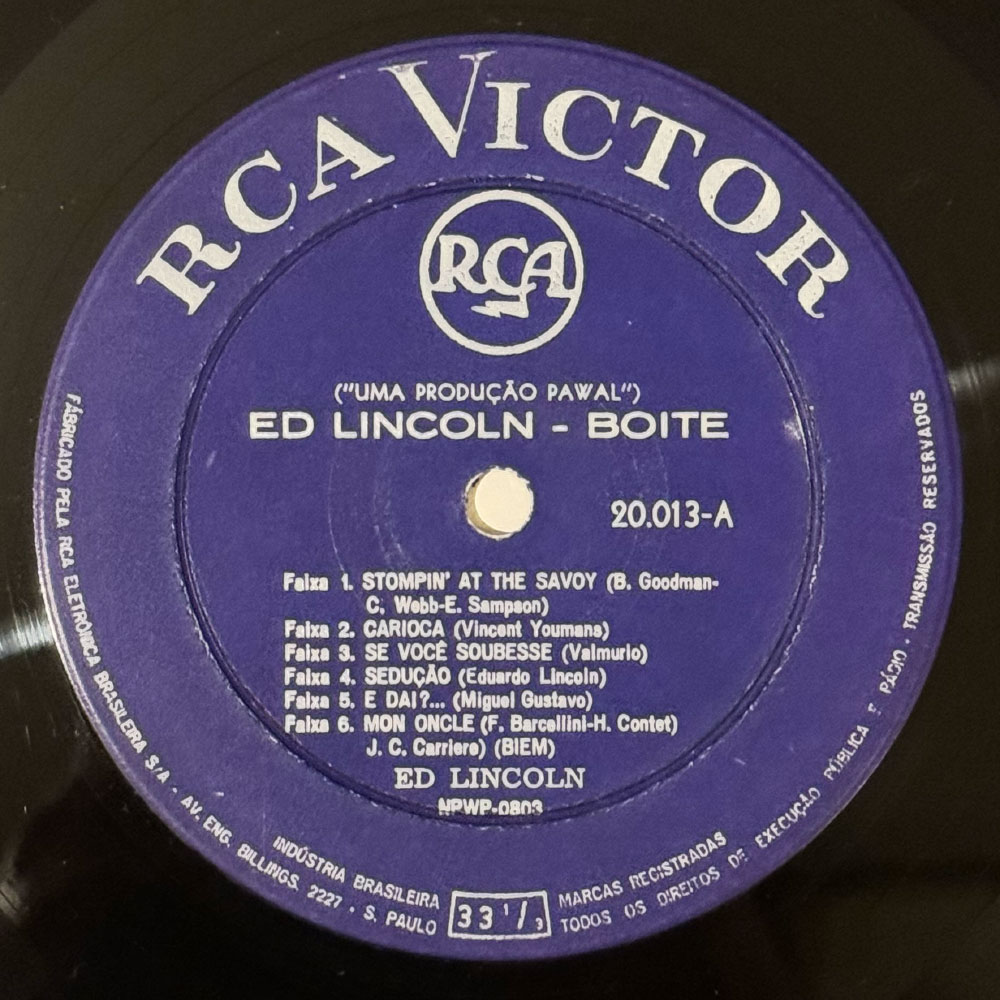 RCA VICTOR
RCA
("UMA PRODUÇÃO PAWAL")
ED LINCOLN - BOITE
20.013-A
Faixa 1. STOMPIN' AT THE SAVOY (B. Goodman-
C. Webb-E. Sampson)
Faixa 2. CARIOCA (Vincent Youmans)
Faixa 3. SE VOCÊ SOUBESSE (Valmurio)
Faixa 4. SEDUÇÃO (Eduardo Lincoln)
Faixa 5. E DAI?... (Miguel Gustavo)
Faixa 6. MON ONCLE (F. Barcellini-H. Contet)
J. C. Carriere) (BIEM)
ED LINCOLN
NPWP-0803
FABRICADO PELA RCA ELETRÔNICA BRASILEIRA S/A - AV. ENG. BILLINGS, 2227 • S. PAULO
INDÚSTRIA BRASILEIRA
33 1/3
MARCAS REGISTRADAS
TODOS OS DIREITOS DE EXECUÇÃO PÚBLICA E RÁDIO - TRANSMISSÃO RESERVADOS